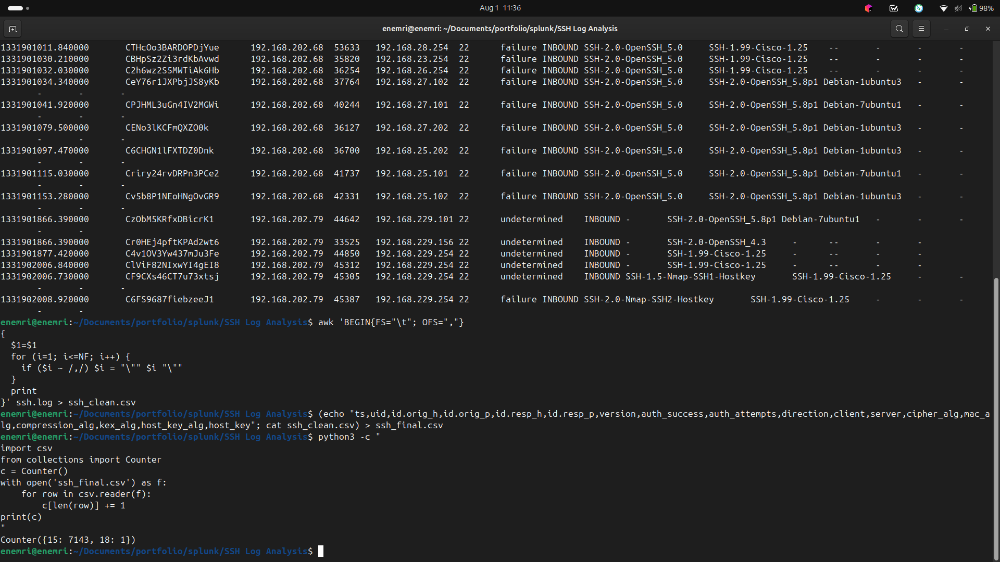 Aug 1 11:36
98%
enemri@enemri: ~/Documents/portfolio/splunk/SSH Log Analysis
1331901011.840000 CTHcOo3BARDOPDjYue 192.168.202.68 53633 192.168.28.254 22 failure INBOUND SSH-2.0-OpenSSH_5.0 SSH-1.99-Cisco-1.25 -- - - -
1331901030.210000 CBHpSz2Zi3rdKbAvwd 192.168.202.68 35820 192.168.23.254 22 failure INBOUND SSH-2.0-OpenSSH_5.0 SSH-1.99-Cisco-1.25 -- - - -
1331901032.030000 C2h6wz2S5MWTiAk6Hb 192.168.202.68 36254 192.168.26.254 22 failure INBOUND SSH-2.0-OpenSSH_5.0 SSH-1.99-Cisco-1.25 -- - - -
1331901034.340000 CeY76r1JXPbjJS8yKb 192.168.202.68 37764 192.168.27.102 22 failure INBOUND SSH-2.0-OpenSSH_5.0 SSH-2.0-OpenSSH_5.8p1 Debian-1ubuntu3 - -
- - -
1331901041.920000 CPJHML3uGn4IV2MGWi 192.168.202.68 40244 192.168.27.101 22 failure INBOUND SSH-2.0-OpenSSH_5.0 SSH-2.0-OpenSSH_5.8p1 Debian-7ubuntu1 - -
- - -
1331901079.500000 CENo3lKCFmQXZO0k 192.168.202.68 36127 192.168.27.202 22 failure INBOUND SSH-2.0-OpenSSH_5.0 SSH-2.0-OpenSSH_5.8p1 Debian-1ubuntu3 - -
- - -
1331901097.470000 C6CHGN1lFXTDZ0Dnk 192.168.202.68 36700 192.168.25.202 22 failure INBOUND SSH-2.0-OpenSSH_5.0 SSH-2.0-OpenSSH_5.8p1 Debian-1ubuntu3 - -
- - -
1331901115.030000 Criry24rvDRPn3PCe2 192.168.202.68 41737 192.168.25.101 22 failure INBOUND SSH-2.0-OpenSSH_5.0 SSH-2.0-OpenSSH_5.8p1 Debian-7ubuntu1 - -
- - -
1331901153.280000 Cv5b8P1NEoHNgOvGR9 192.168.202.68 42331 192.168.25.102 22 failure INBOUND SSH-2.0-OpenSSH_5.0 SSH-2.0-OpenSSH_5.8p1 Debian-1ubuntu3 - -
- - -
1331901866.390000 CzObM5KRfxDBicrK1 192.168.202.79 44642 192.168.229.101 22 undetermined INBOUND - SSH-2.0-OpenSSH_5.8p1 Debian-7ubuntu1 - - -
- -
1331901866.390000 Cr0HEj4pftKPAd2wt6 192.168.202.79 33525 192.168.229.156 22 undetermined INBOUND - SSH-2.0-OpenSSH_4.3 - -- - -
1331901877.420000 C4v1OV3Yw437mJu3Fe 192.168.202.79 44850 192.168.229.254 22 undetermined INBOUND - SSH-1.99-Cisco-1.25 - -- - -
1331902006.840000 ClViF82NIxwYI4gEI8 192.168.202.79 45312 192.168.229.254 22 undetermined INBOUND - SSH-1.99-Cisco-1.25 - -- - -
1331902006.730000 CF9CXs46CT7u73xtsj 192.168.202.79 45305 192.168.229.254 22 undetermined INBOUND SSH-1.5-Nmap-SSH1-Hostkey SSH-1.99-Cisco-1.25 - -
- - -
1331902008.920000 C6FS9687fiebzeeJ1 192.168.202.79 45387 192.168.229.254 22 failure INBOUND SSH-2.0-Nmap-SSH2-Hostkey SSH-1.99-Cisco-1.25 - - -
- -
enemri@enemri:~/Documents/portfolio/splunk/SSH Log Analysis$ awk 'BEGIN{FS="\t"; OFS=","}
{
  $1=$1
  for (i=1; i<=NF; i++) {
    if ($i ~ /,/) $i = "\"" $i "\""
  }
  print
}' ssh.log > ssh_clean.csv
enemri@enemri:~/Documents/portfolio/splunk/SSH Log Analysis$ (echo "ts,uid,id.orig_h,id.orig_p,id.resp_h,id.resp_p,version,auth_success,auth_attempts,direction,client,server,cipher_alg,mac_a
lg,compression_alg,kex_alg,host_key_alg,host_key"; cat ssh_clean.csv) > ssh_final.csv
enemri@enemri:~/Documents/portfolio/splunk/SSH Log Analysis$ python3 -c "
import csv
from collections import Counter
c = Counter()
with open('ssh_final.csv') as f:
    for row in csv.reader(f):
        c[len(row)] += 1
print(c)
"
Counter({15: 7143, 18: 1})
enemri@enemri:~/Documents/portfolio/splunk/SSH Log Analysis$